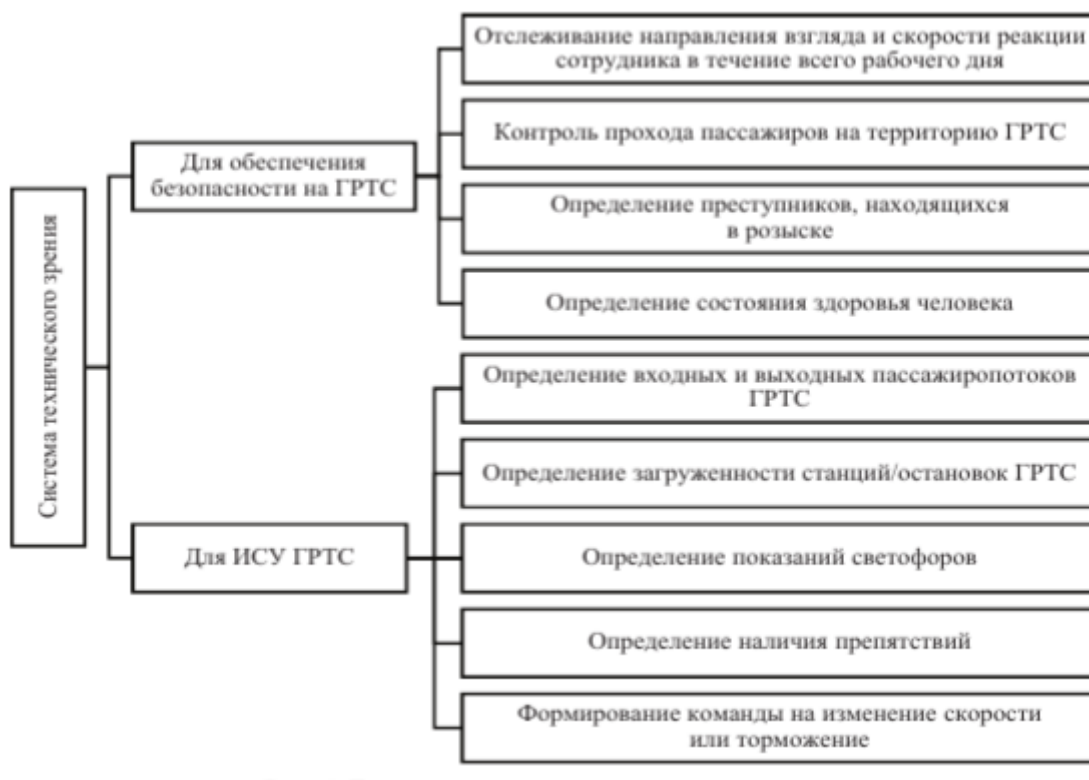 Система технического зрения
Для обеспечения
безопасности на ГРТС
Отслеживание направления взгляда и скорости реакции
сотрудника в течение всего рабочего дня
Контроль прохода пассажиров на территорию ГРТС
Определение преступников, находящихся
в розыске
Определение состояния здоровья человека
Для ИСУ ГРТС
Определение входных и выходных пассажиропотоков
ГРТС
Определение загруженности станций/остановок ГРТС
Определение показаний светофоров
Определение наличия препятствий
Формирование команды на изменение скорости
или торможение